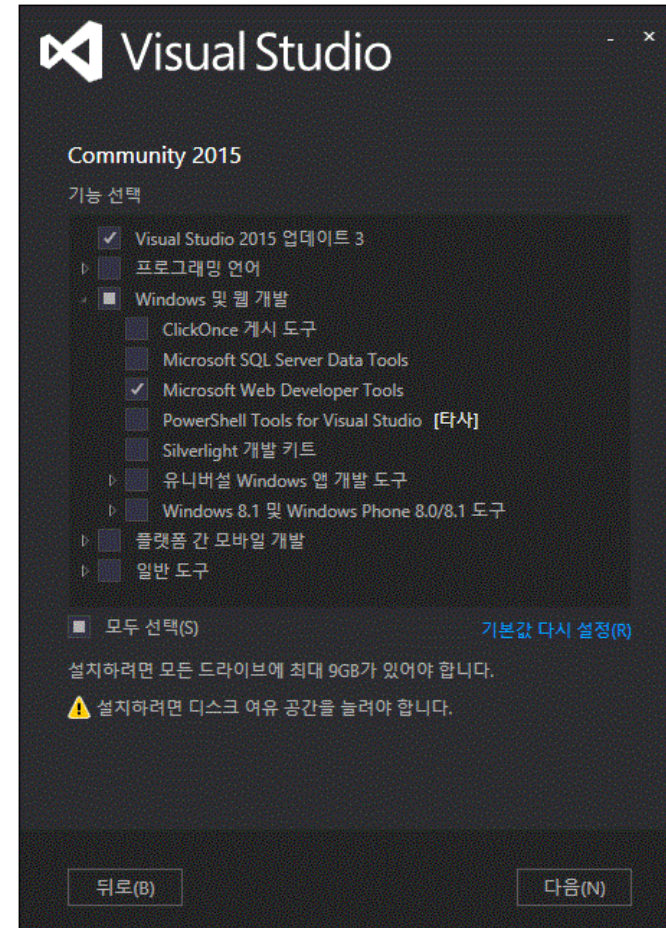 Visual Studio
Community 2015
기능 선택
Visual Studio 2015 업데이트 3
프로그래밍 언어
Windows 및 웹 개발
ClickOnce 게시 도구
Microsoft SQL Server Data Tools
Microsoft Web Developer Tools
PowerShell Tools for Visual Studio [타사]
Silverlight 개발 키트
유니버설 Windows 앱 개발 도구
Windows 8.1 및 Windows Phone 8.0/8.1 도구
플랫폼 간 모바일 개발
일반 도구
모두 선택(S) 기본값 다시 설정(R)
설치하려면 모든 드라이브에 최대 9GB가 있어야 합니다.
설치하려면 디스크 여유 공간을 늘려야 합니다.
뒤로(B) 다음(N)